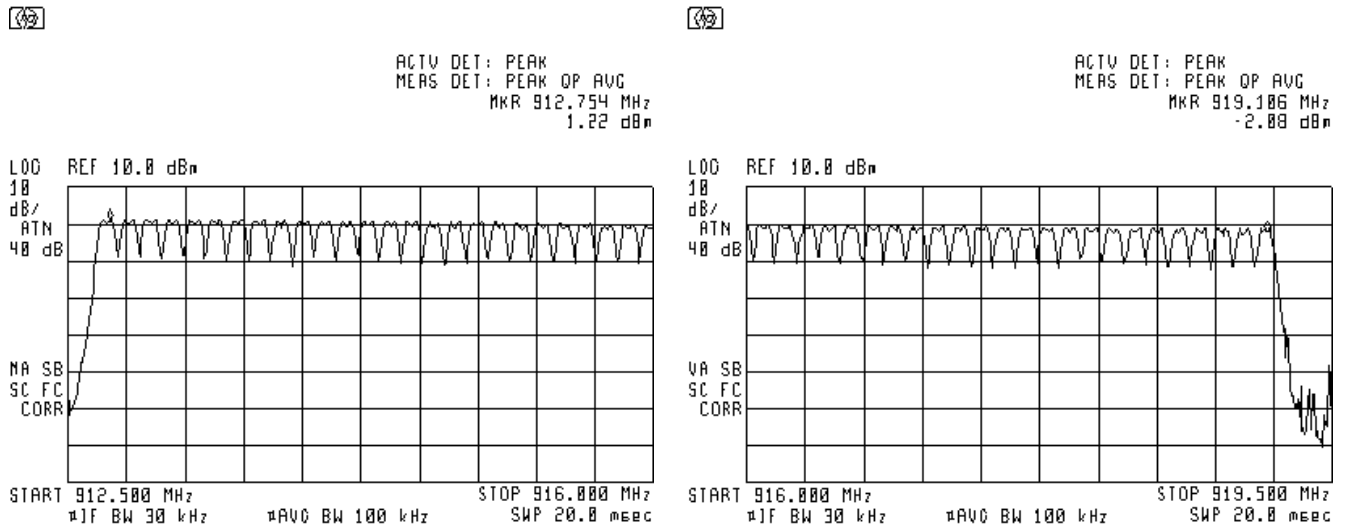 hp
ACTV DET: PEAK
MEAS DET: PEAK QP AVG
MKR 912.754 MHz
1.22 dBm
LOG REF 10.0 dBm
10
dB/
ATN
40 dB
MA SB
SC FC
CORR
START 912.500 MHz STOP 916.000 MHz
#IF BW 30 kHz #AVG BW 100 kHz SWP 20.0 msec
hp
ACTV DET: PEAK
MEAS DET: PEAK QP AVG
MKR 919.106 MHz
-2.08 dBm
LOG REF 10.0 dBm
10
dB/
ATN
40 dB
VA SB
SC FC
CORR
START 916.000 MHz STOP 919.500 MHz
#IF BW 30 kHz #AVG BW 100 kHz SWP 20.0 msec